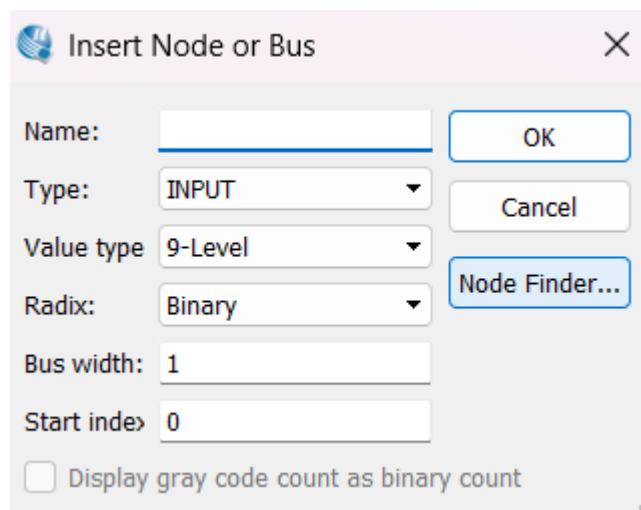 Insert Node or Bus
Name:
OK
Type: INPUT
Cancel
Value type 9-Level
Node Finder...
Radix: Binary
Bus width: 1
Start index 0
Display gray code count as binary count